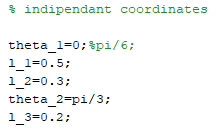 % indipendant coordinates
theta_1=0;%pi/6;
l_1=0.5;
l_2=0.3;
theta_2=pi/3;
l_3=0.2;